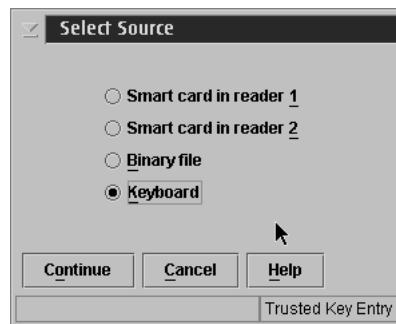 Select Source
Smart card in reader 1
Smart card in reader 2
Binary file
Keyboard
Continue Cancel Help
Trusted Key Entry